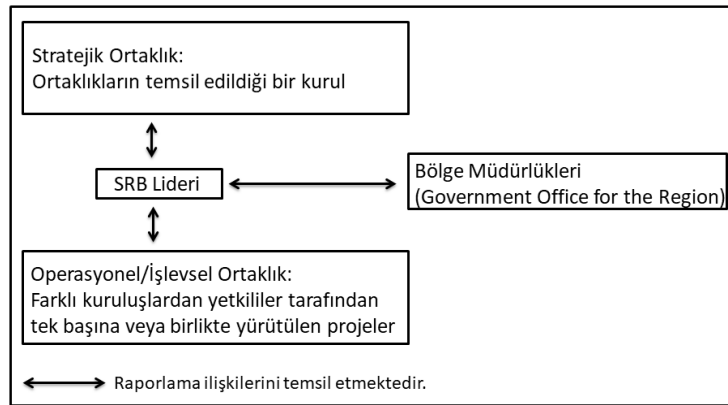 Stratejik Ortaklık:
Ortaklıkların temsil edildiği bir kurul
SRB Lideri
Bölge Müdürlükleri
(Government Office for the Region)
Operasyonel/İşlevsel Ortaklık:
Farklı kuruluşlardan yetkililer tarafından
tek başına veya birlikte yürütülen projeler
Raporlama ilişkilerini temsil etmektedir.